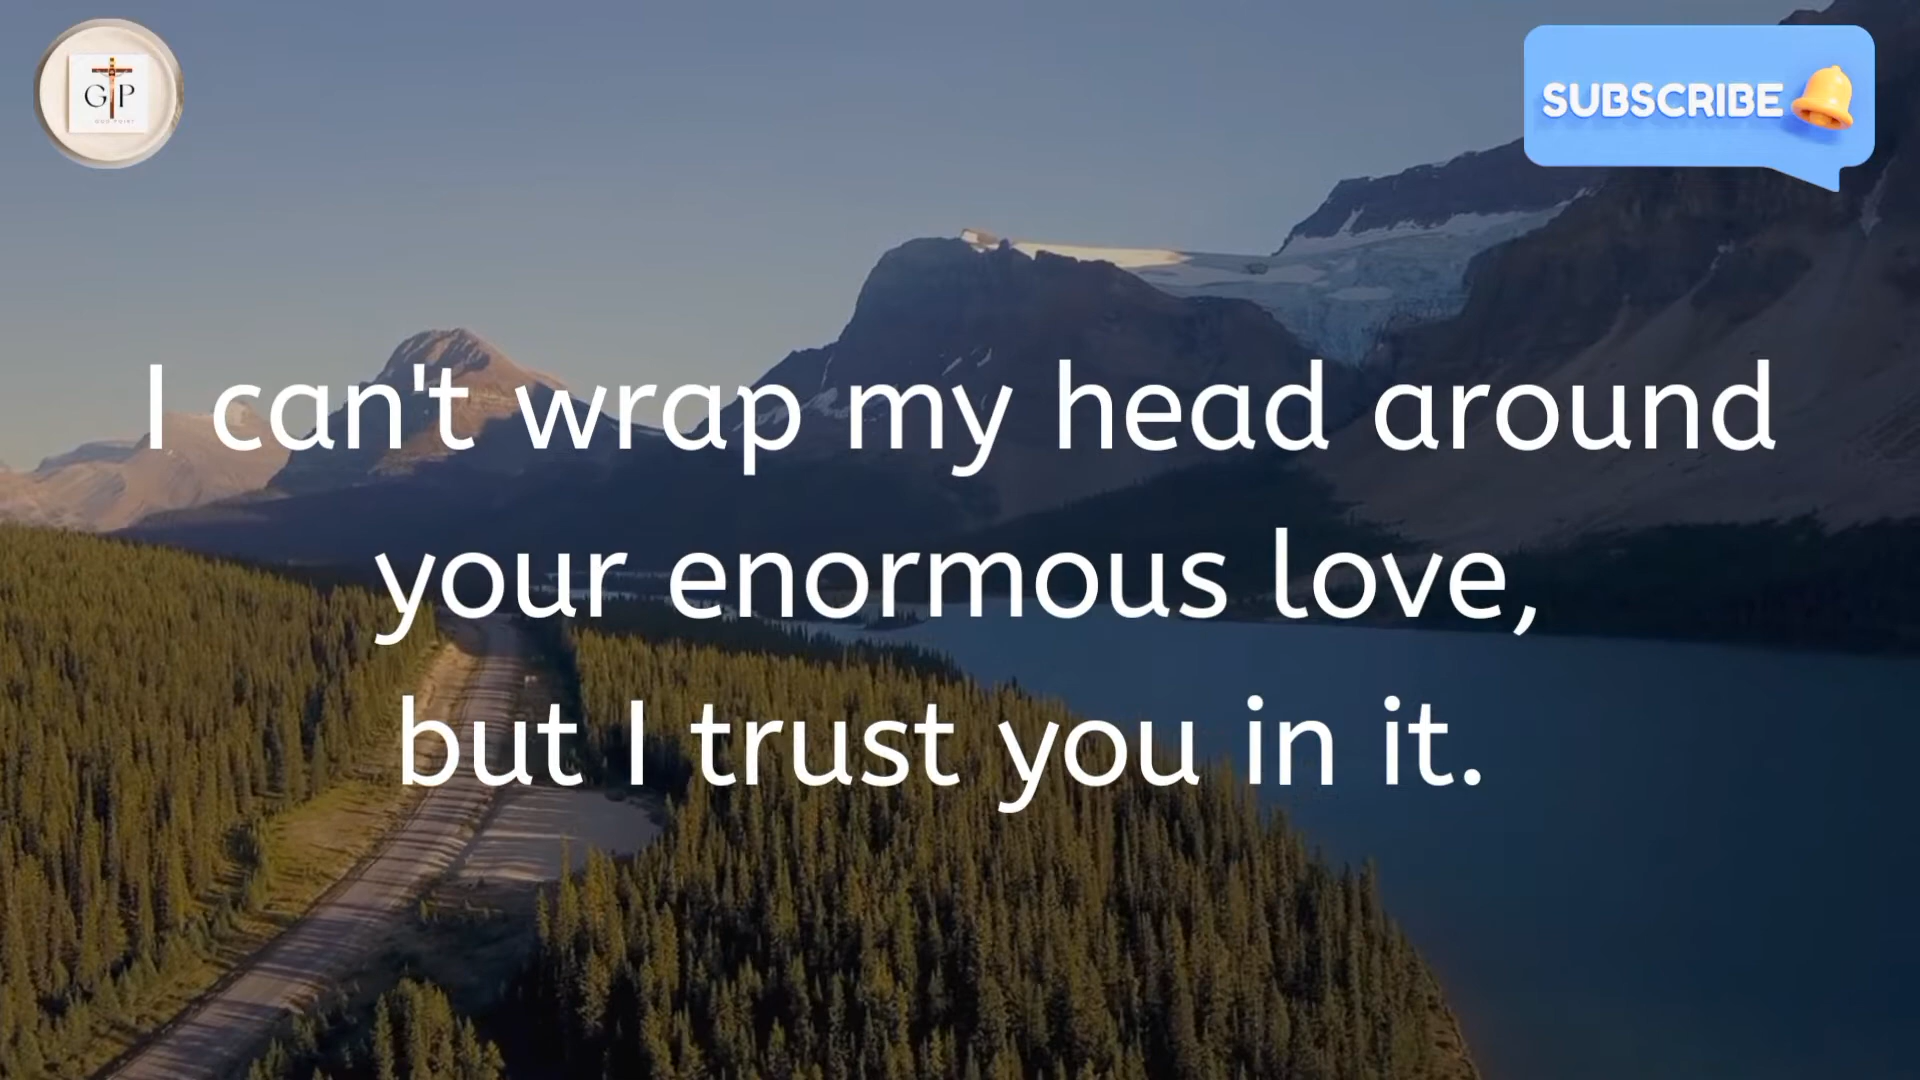 G P
SUBSCRIBE
I can't wrap my head around
your enormous love,
but I trust you in it.